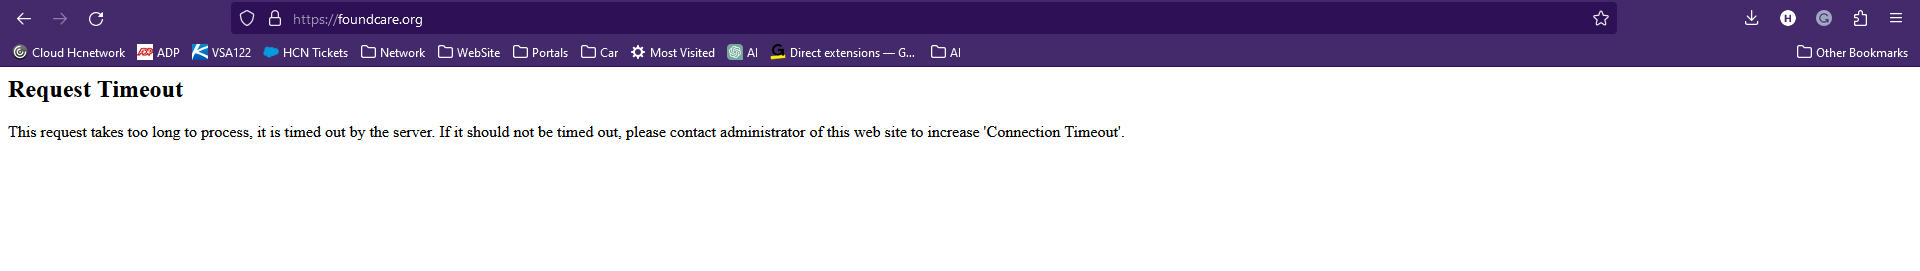 https://foundcare.org
Cloud Hcnetwork ADP VSA122 HCN Tickets Network WebSite Portals Car Most Visited AI Direct extensions — G... AI Other Bookmarks
Request Timeout
This request takes too long to process, it is timed out by the server. If it should not be timed out, please contact administrator of this web site to increase 'Connection Timeout'.